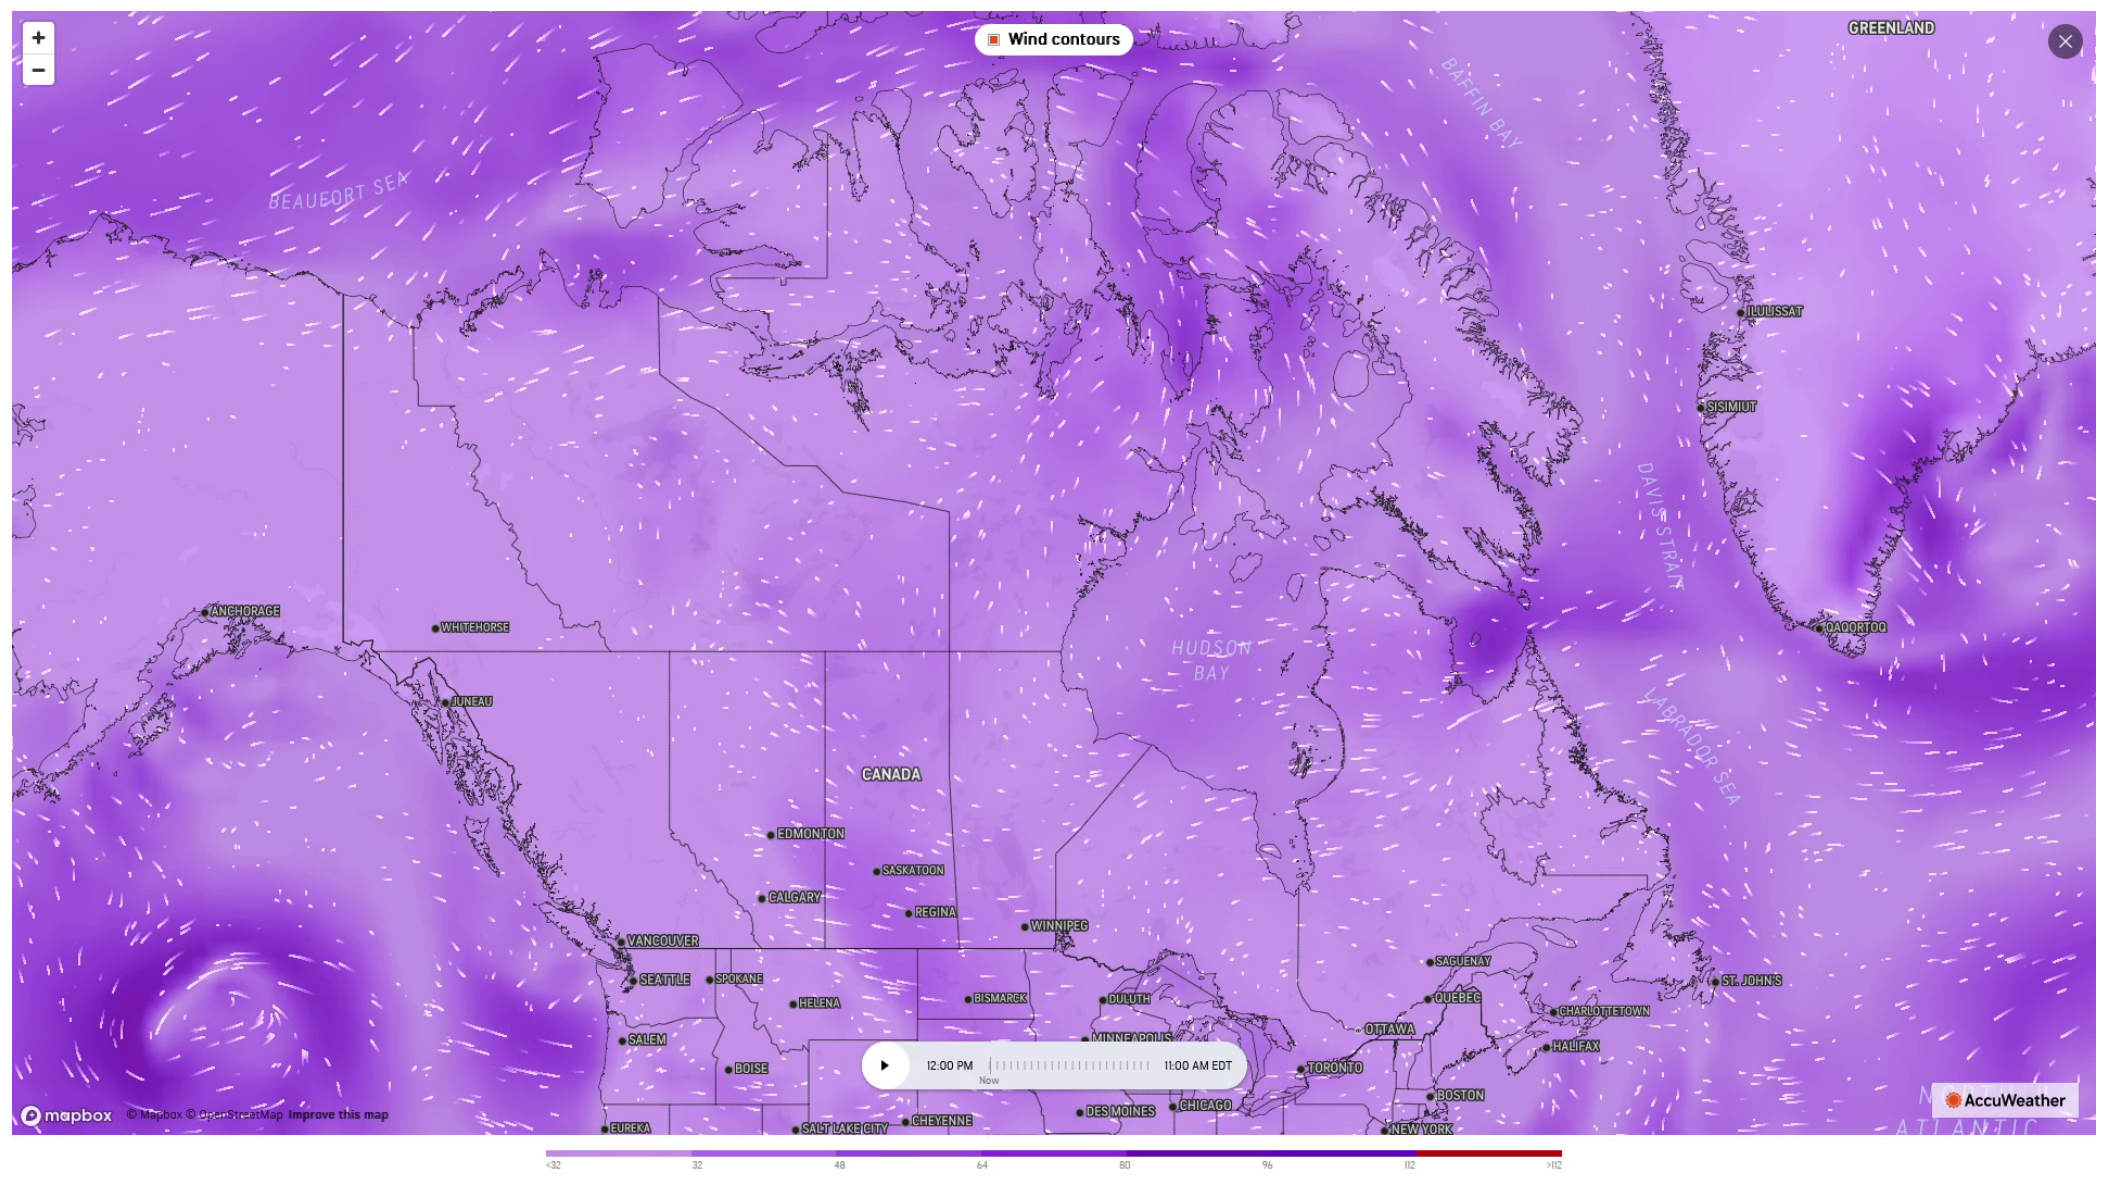 +
Wind contours
GREENLAND
−
BAFFIN BAY
BEAUFORT SEA
ILULISSAT
SISIMIUT
DAVIS STRAIT
ANCHORAGE
WHITEHORSE
QAQORTOQ
HUDSON
BAY
JUNEAU
LABRADOR SEA
CANADA
EDMONTON
SASKATOON
CALGARY
REGINA
WINNIPEG
VANCOUVER
SAGUENAY
SEATTLE
SPOKANE
ST. JOHN'S
HELENA
BISMARCK
DULUTH
QUEBEC
CHARLOTTETOWN
OTTAWA
SALEM
MINNEAPOLIS
HALIFAX
12:00 PM
11:00 AM EDT
Now
BOISE
TORONTO
BOSTON
NORTH
AccuWeather
mapbox
© Mapbox © OpenStreetMap Improve this map
DES MOINES
CHICAGO
CHEYENNE
EUREKA
SALT LAKE CITY
NEW YORK
ATLANTIC
<32 32 48 64 80 96 112 >112